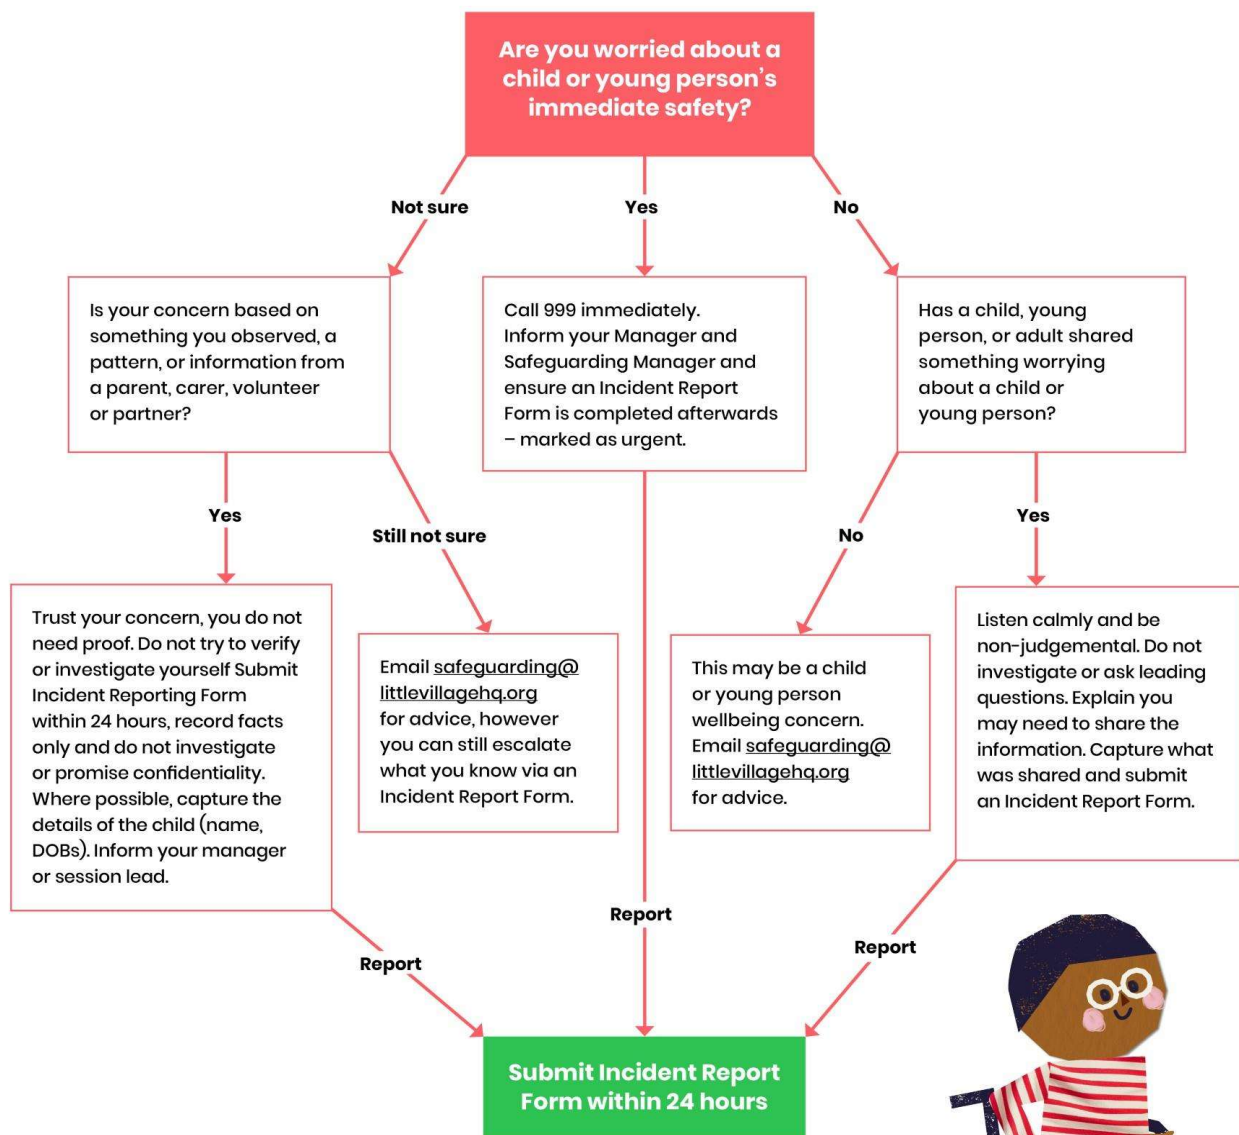 Are you worried about a
child or young person's
immediate safety?
Not sure
Yes
No
Is your concern based on
something you observed, a
pattern, or information from
a parent, carer, volunteer
or partner?
Call 999 immediately.
Inform your Manager and
Safeguarding Manager and
ensure an Incident Report
Form is completed afterwards
– marked as urgent.
Has a child, young
person, or adult shared
something worrying
about a child or
young person?
Yes
Still not sure
No
Yes
Trust your concern, you do not
need proof. Do not try to verify
or investigate yourself Submit
Incident Reporting Form
within 24 hours, record facts
only and do not investigate
or promise confidentiality.
Where possible, capture the
details of the child (name,
DOBs). Inform your manager
or session lead.
Email safeguarding@
littlevillagehq.org
for advice, however
you can still escalate
what you know via an
Incident Report Form.
This may be a child
or young person
wellbeing concern.
Email safeguarding@
littlevillagehq.org
for advice.
Listen calmly and be
non-judgemental. Do not
investigate or ask leading
questions. Explain you
may need to share the
information. Capture what
was shared and submit
an Incident Report Form.
Report
Report
Report
Submit Incident Report
Form within 24 hours